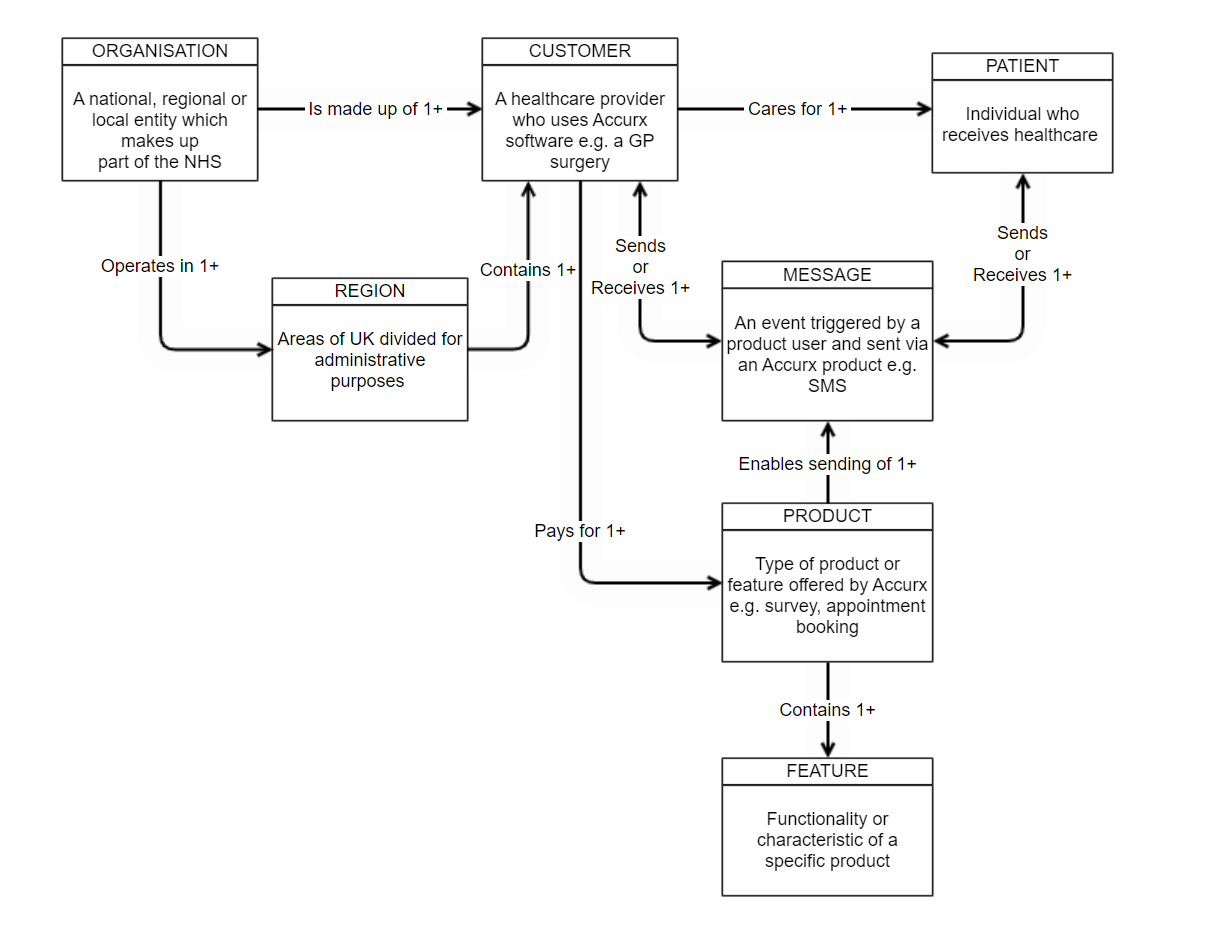 ORGANISATION
A national, regional or
local entity which
makes up
part of the NHS
Is made up of 1+
CUSTOMER
A healthcare provider
who uses Accurx
software e.g. a GP
surgery
Cares for 1+
PATIENT
Individual who
receives healthcare
Operates in 1+
REGION
Areas of UK divided for
administrative
purposes
Contains 1+
Sends
or
Receives 1+
MESSAGE
An event triggered by a
product user and sent via
an Accurx product e.g.
SMS
Sends
or
Receives 1+
Enables sending of 1+
Pays for 1+
PRODUCT
Type of product or
feature offered by Accurx
e.g. survey, appointment
booking
Contains 1+
FEATURE
Functionality or
characteristic of a
specific product